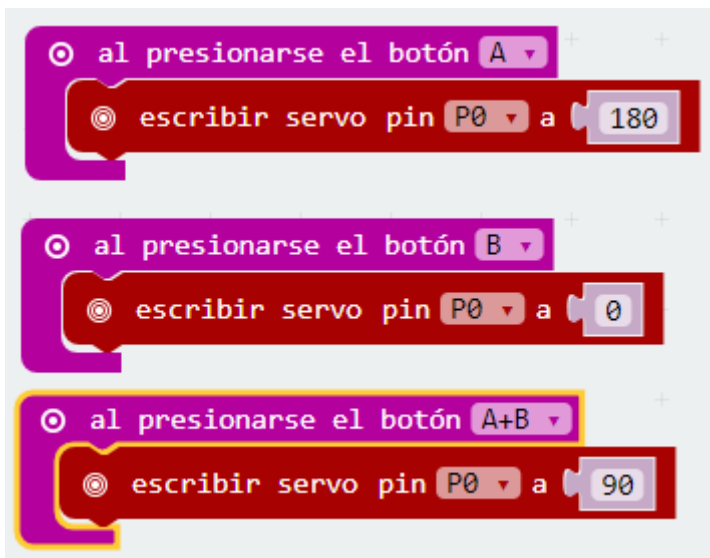 al presionarse el botón A
escribir servo pin P0 a 180
al presionarse el botón B
escribir servo pin P0 a 0
al presionarse el botón A+B
escribir servo pin P0 a 90